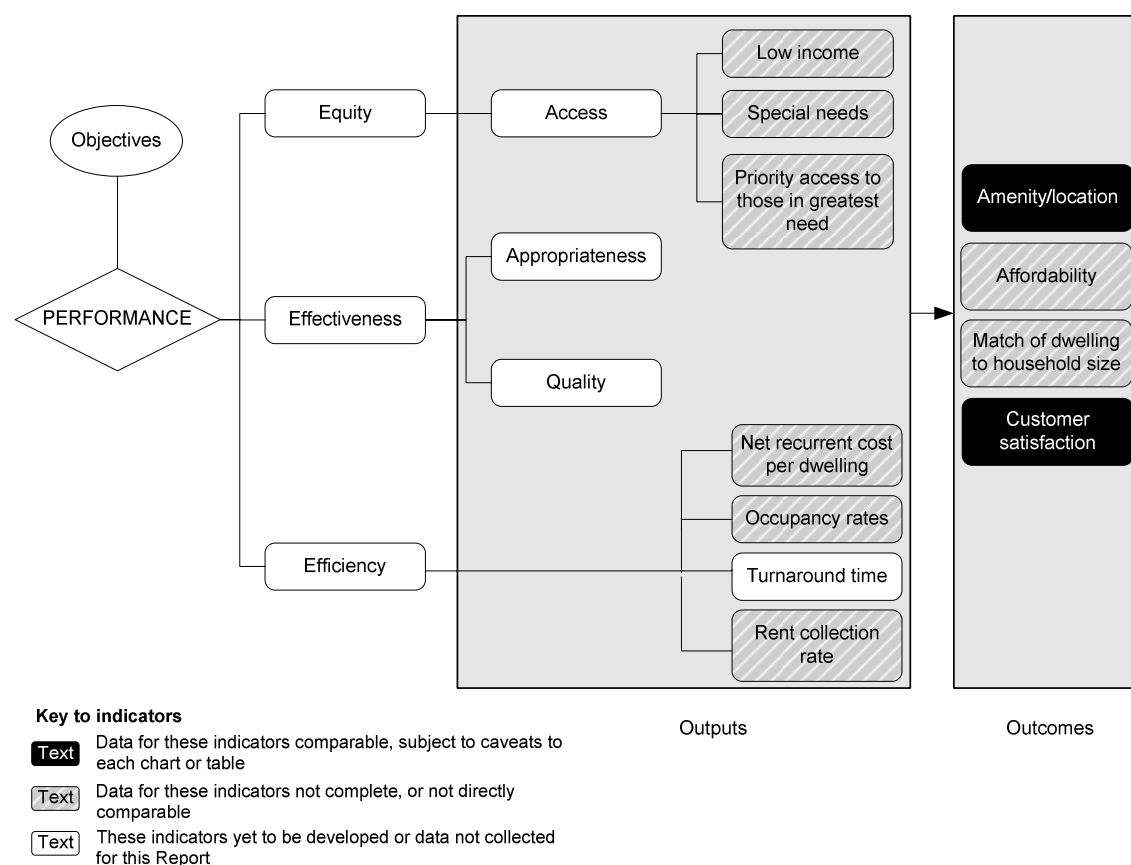 Objectives
PERFORMANCE
Equity
Effectiveness
Efficiency
Access
Appropriateness
Quality
Low income
Special needs
Priority access to
those in greatest
need
Net recurrent cost
per dwelling
Occupancy rates
Turnaround time
Rent collection
rate
Amenity/location
Affordability
Match of dwelling
to household size
Customer
satisfaction
Outputs
Outcomes
Key to indicators
Text
Data for these indicators comparable, subject to caveats to
each chart or table
Text
Data for these indicators not complete, or not directly
comparable
Text
These indicators yet to be developed or data not collected
for this Report